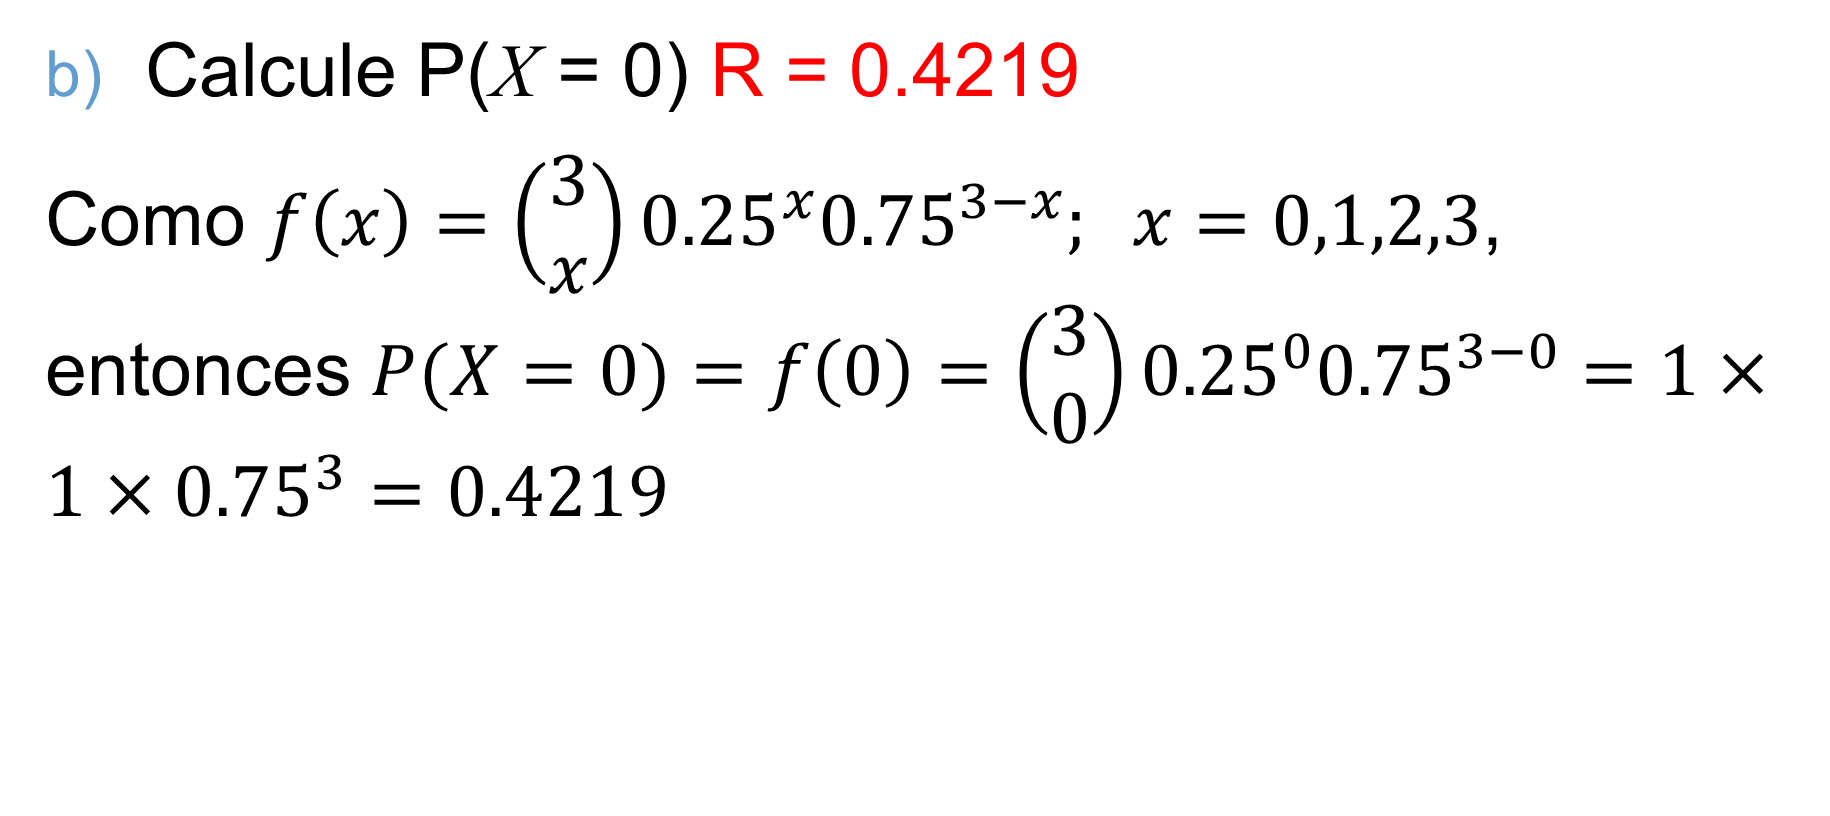 b) Calcule P(X = 0) R = 0.4219
Como f(x) = (3 x) 0.25^x 0.75^{3−x}; x = 0,1,2,3,
entonces P(X = 0) = f(0) = (3 0) 0.25^0 0.75^{3−0} = 1 ×
1 × 0.75^3 = 0.4219